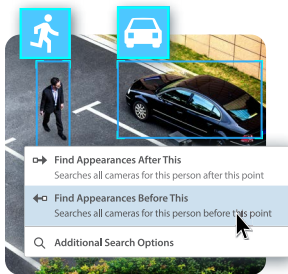 Find Appearances After This
Searches all cameras for this person after this point
Find Appearances Before This
Searches all cameras for this person before this point
Additional Search Options